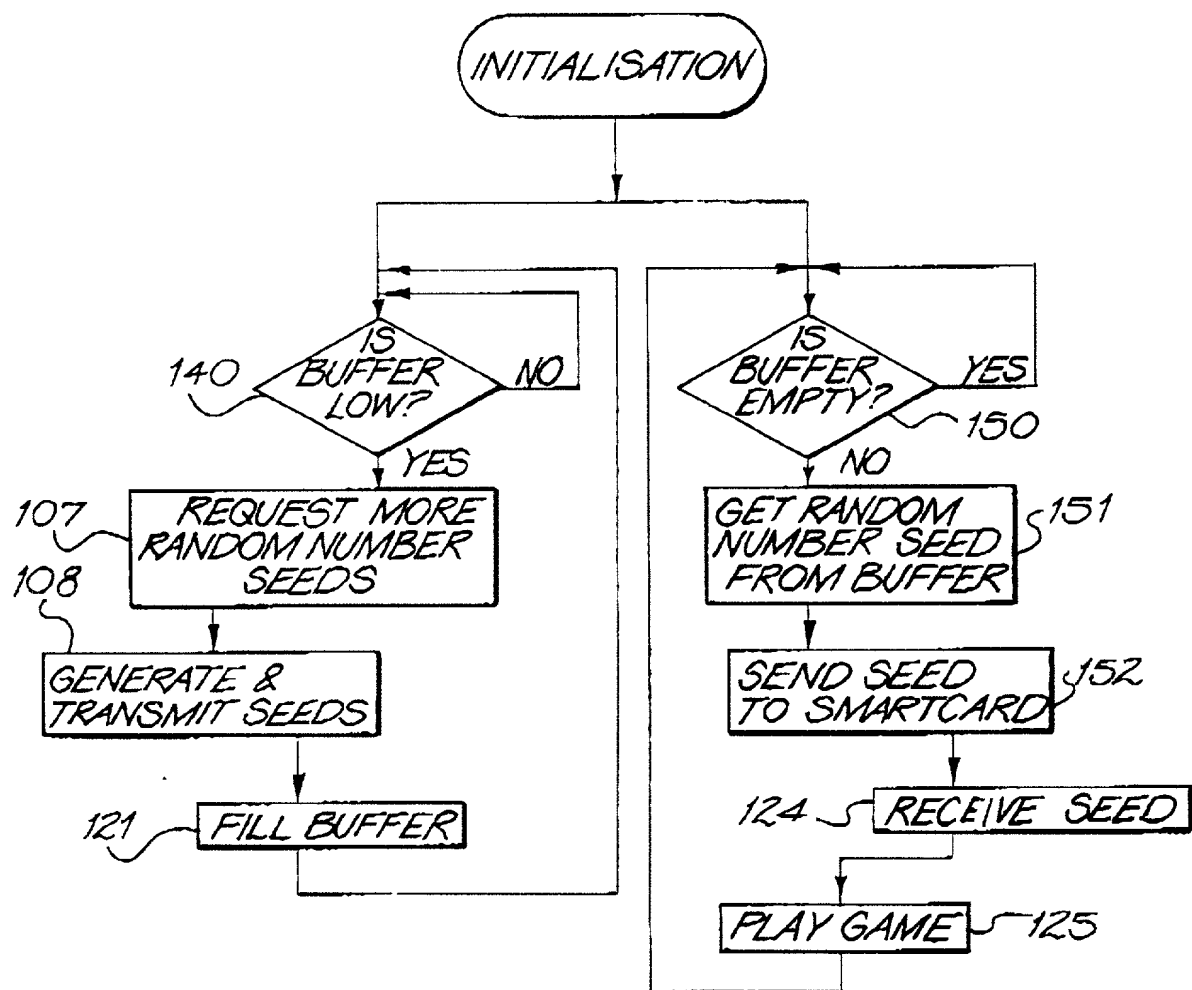 INITIALISATION
IS
BUFFER
LOW?
140
NO
YES
107
REQUEST MORE
RANDOM NUMBER
SEEDS
108
GENERATE &
TRANSMIT SEEDS
121
FILL BUFFER
IS
BUFFER
EMPTY?
YES
150
NO
GET RANDOM
NUMBER SEED
FROM BUFFER
151
SEND SEED
TO SMARTCARD
152
124
RECEIVE SEED
PLAY GAME
125